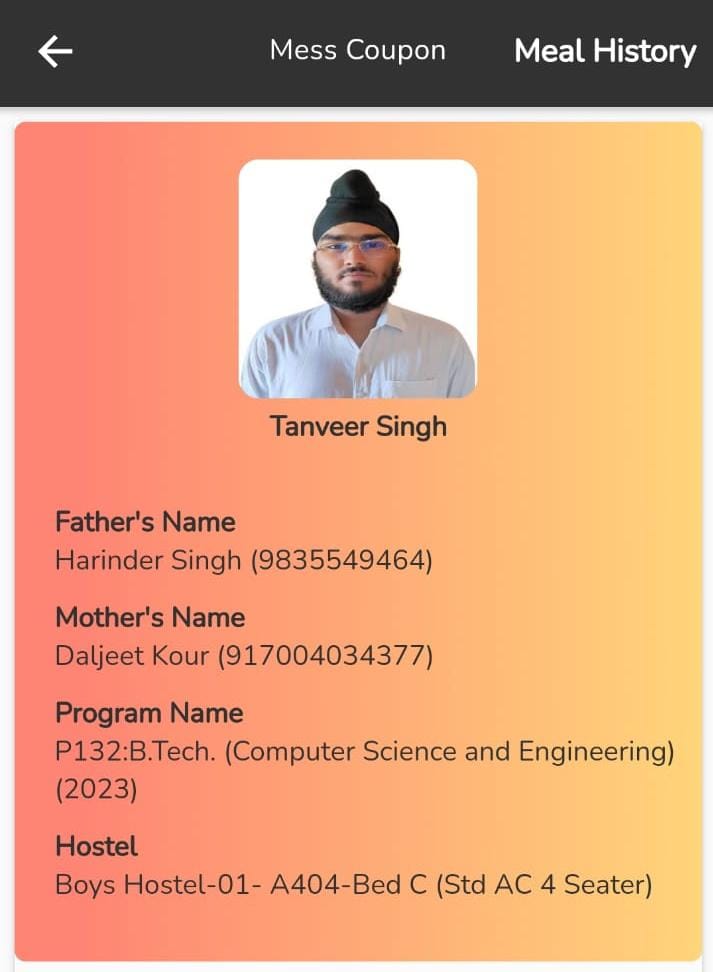 Mess Coupon Meal History
Tanveer Singh
Father's Name
Harinder Singh (9835549464)
Mother's Name
Daljeet Kour (917004034377)
Program Name
P132:B.Tech. (Computer Science and Engineering)
(2023)
Hostel
Boys Hostel-01- A404-Bed C (Std AC 4 Seater)